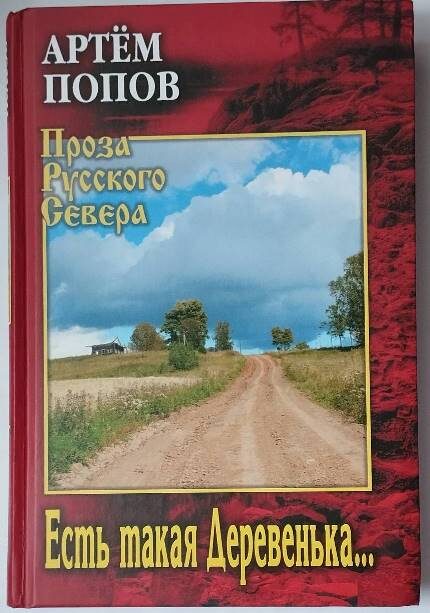 АРТЁМ
ПОПОВ
Проза
Русского
Севера
Есть такая Деревенька...